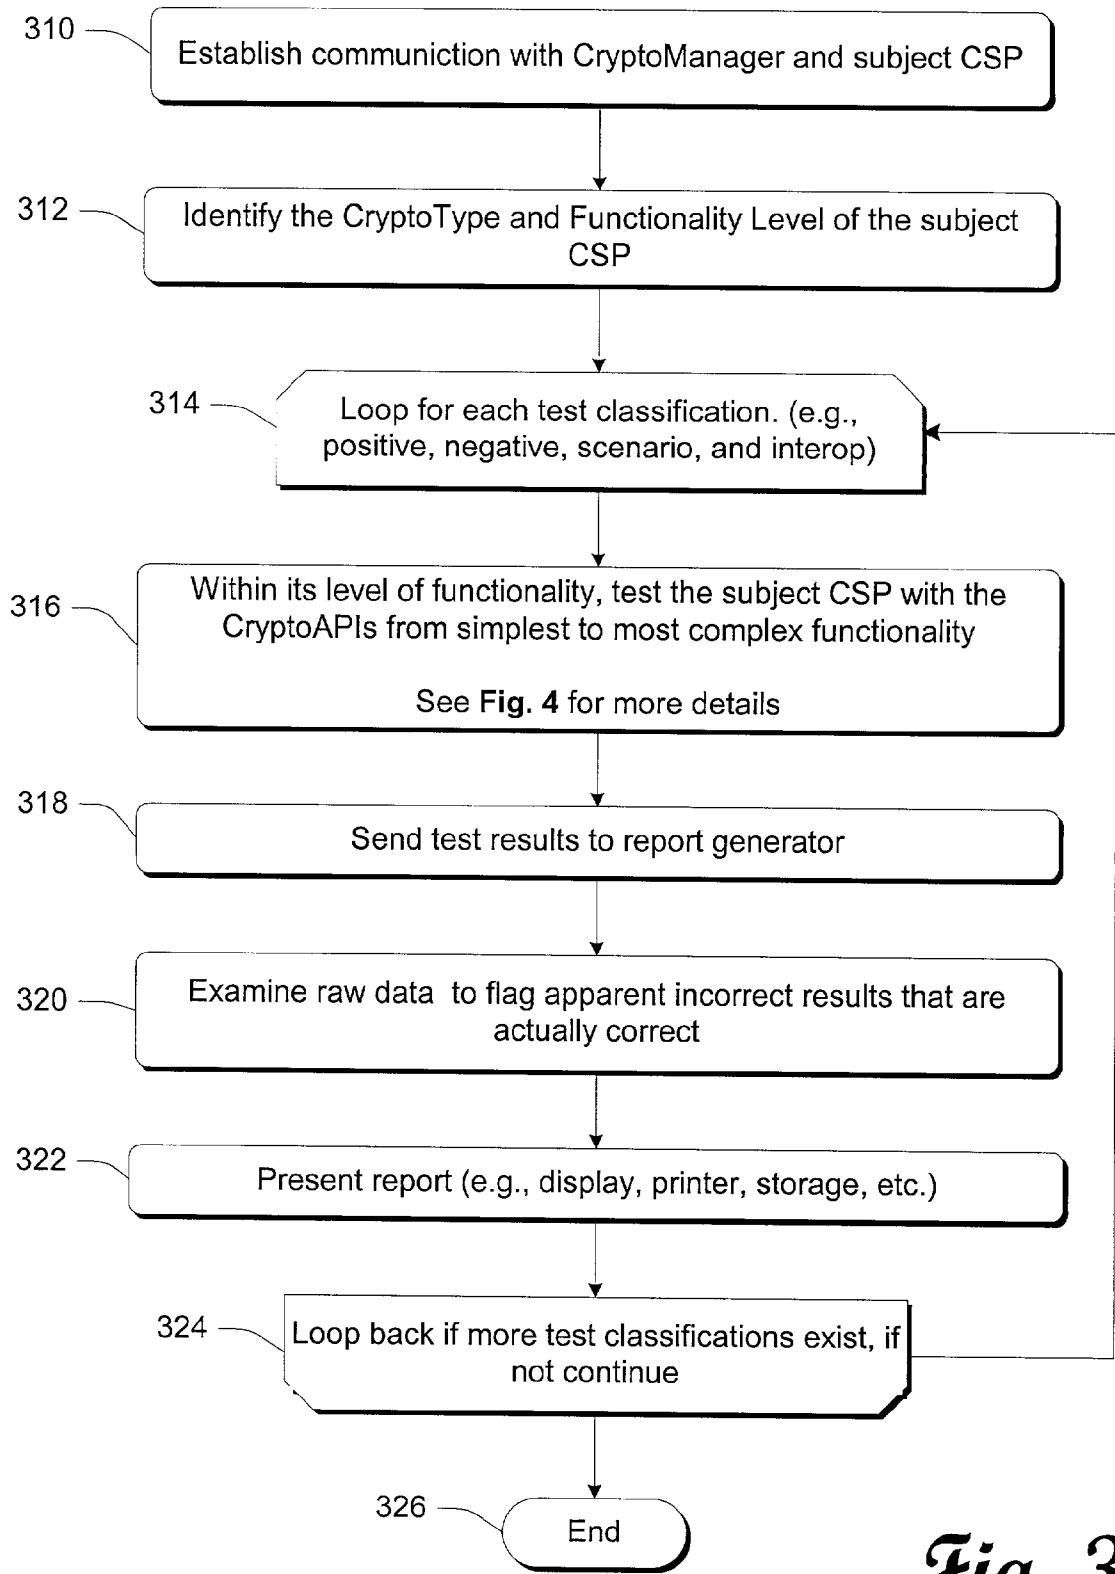 310
Establish communiction with CryptoManager and subject CSP
312
Identify the CryptoType and Functionality Level of the subject
CSP
314
Loop for each test classification. (e.g.,
positive, negative, scenario, and interop)
316
Within its level of functionality, test the subject CSP with the
CryptoAPIs from simplest to most complex functionality
See Fig. 4 for more details
318
Send test results to report generator
320
Examine raw data to flag apparent incorrect results that are
actually correct
322
Present report (e.g., display, printer, storage, etc.)
324
Loop back if more test classifications exist, if
not continue
326
End
Fig. 3